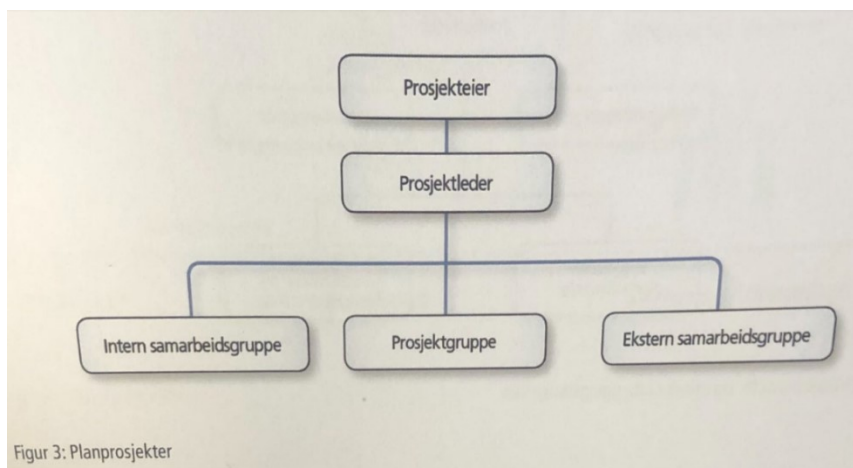 Prosjekteier
Prosjektleder
Intern samarbeidsgruppe
Prosjektgruppe
Ekstern samarbeidsgruppe
Figur 3: Planprosjekter